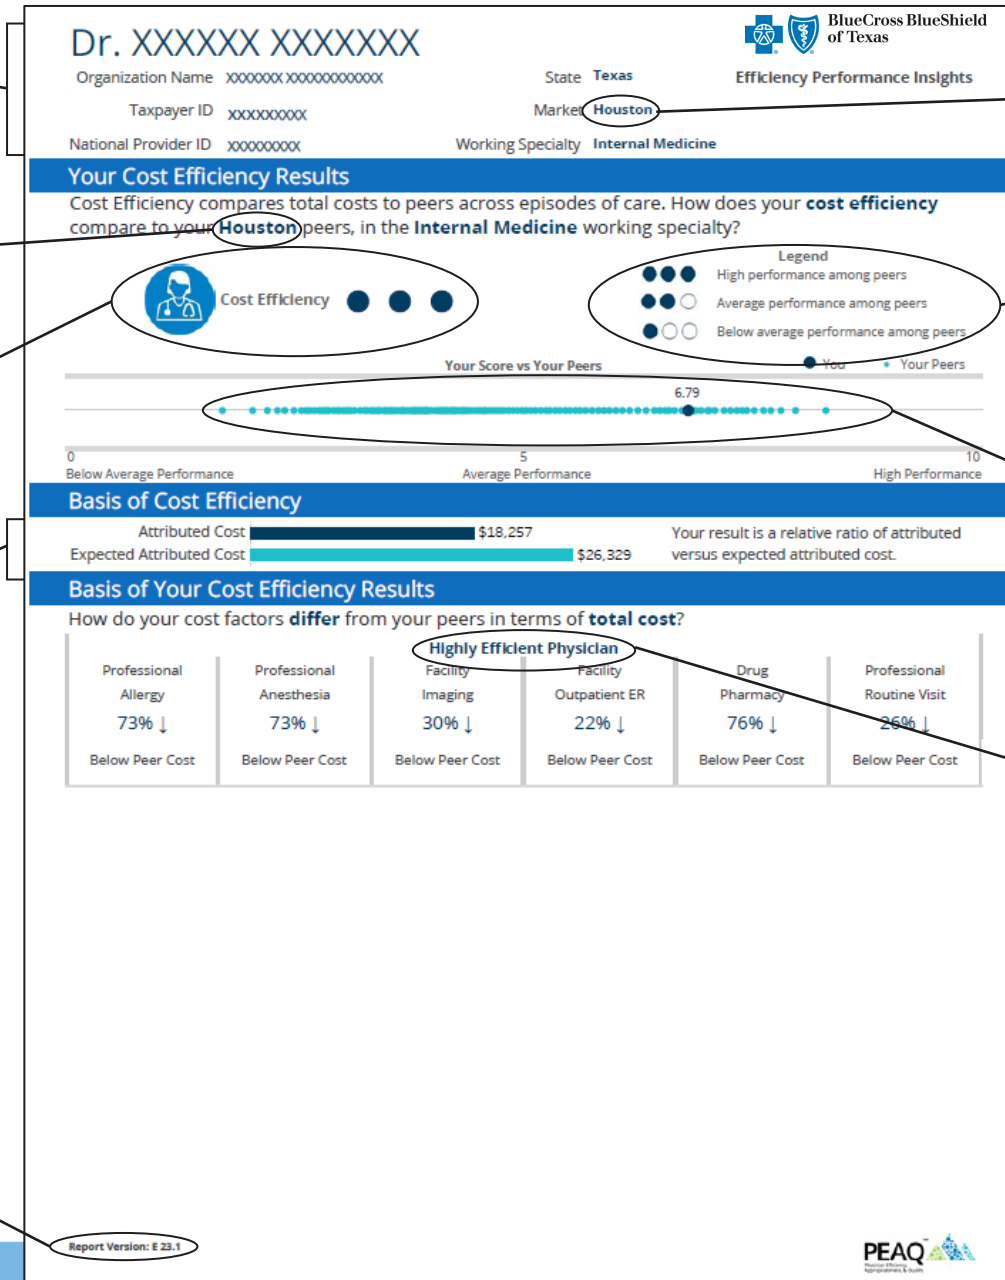 Dr. XXXXXX XXXXXXX
BlueCross BlueShield
of Texas
Organization Name XXXXXXX XXXXXXXXXXXX
State Texas
Efficiency Performance Insights
Taxpayer ID XXXXXXXXX
Market Houston
National Provider ID XXXXXXXXX
Working Specialty Internal Medicine
Your Cost Efficiency Results
Cost Efficiency compares total costs to peers across episodes of care. How does your cost efficiency
compare to your Houston peers, in the Internal Medicine working specialty?
Cost Efficiency
Legend
High performance among peers
Average performance among peers
Below average performance among peers
Your Score vs Your Peers
You
Your Peers
6.79
0 5 10
Below Average Performance Average Performance High Performance
Basis of Cost Efficiency
Attributed Cost $18,257
Expected Attributed Cost $26,329
Your result is a relative ratio of attributed
versus expected attributed cost.
Basis of Your Cost Efficiency Results
How do your cost factors differ from your peers in terms of total cost?
Highly Efficient Physician
Professional Professional Facility Facility Drug Professional
Allergy Anesthesia Imaging Outpatient ER Pharmacy Routine Visit
73% ↓ 73% ↓ 30% ↓ 22% ↓ 76% ↓ 26% ↓
Below Peer Cost Below Peer Cost Below Peer Cost Below Peer Cost Below Peer Cost Below Peer Cost
Report Version: E 23.1
PEAQ™
Physician Efficiency,
Appropriateness, & Quality